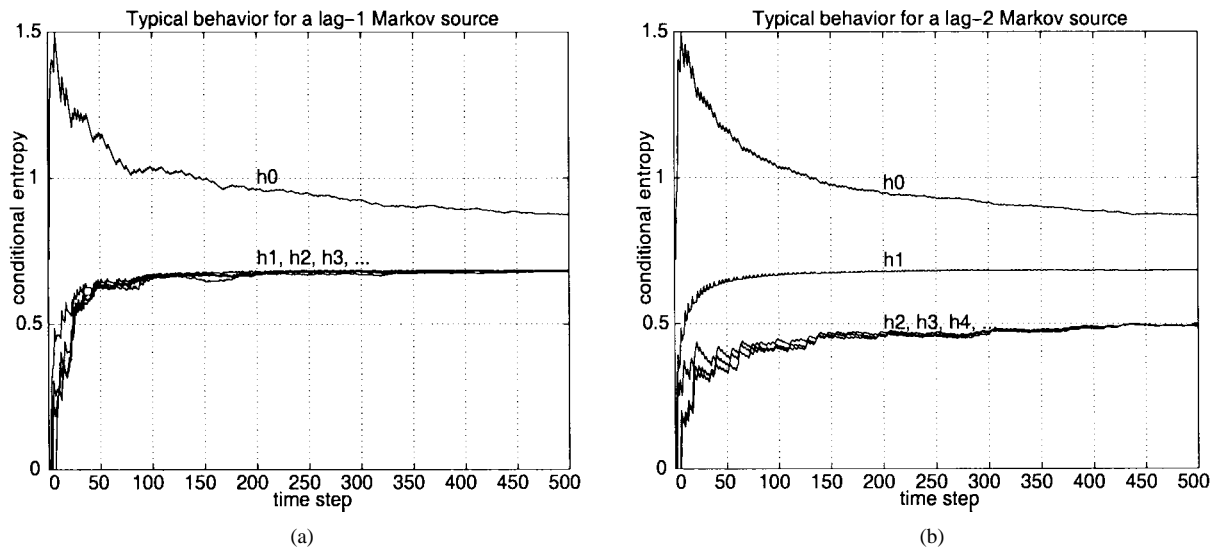 Typical behavior for a lag-1 Markov source
1.5
1
0.5
0
conditional entropy
h0
h1, h2, h3, ...
0 50 100 150 200 250 300 350 400 450 500
time step
(a)
Typical behavior for a lag-2 Markov source
1.5
1
0.5
0
conditional entropy
h0
h1
h2, h3, h4, ...
0 50 100 150 200 250 300 350 400 450 500
time step
(b)